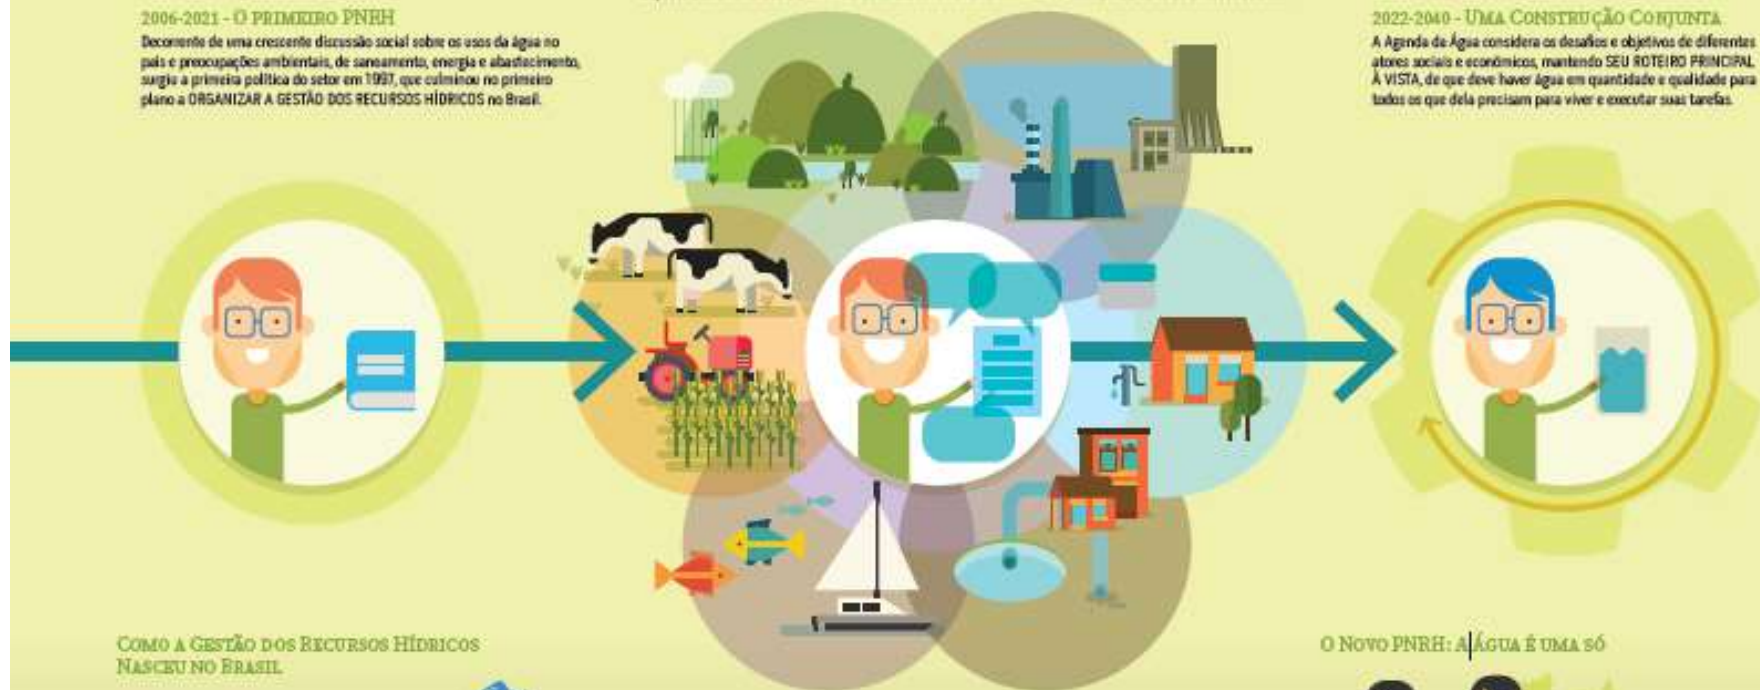 2006-2021 - O PRIMEIRO PNRH
Decorrente de uma crescente discussão social sobre os usos da água no
país e preocupações ambientais, de saneamento, energia e abastecimento,
surgiu a primeira política do setor em 1997, que culminou no primeiro
plano a ORGANIZAR A GESTÃO DOS RECURSOS HÍDRICOS no Brasil.
2022-2040 - UMA CONSTRUÇÃO CONJUNTA
A Agenda da Água considera os desafios e objetivos de diferentes
atores sociais e econômicos, mantendo SEU ROTEIRO PRINCIPAL
À VISTA, de que deve haver água em quantidade e qualidade para
todos os que dela precisam para viver e executar suas tarefas.
COMO A GESTÃO DOS RECURSOS HÍDRICOS
NASCEU NO BRASIL
O NOVO PNRH: A ÁGUA É UMA SÓ